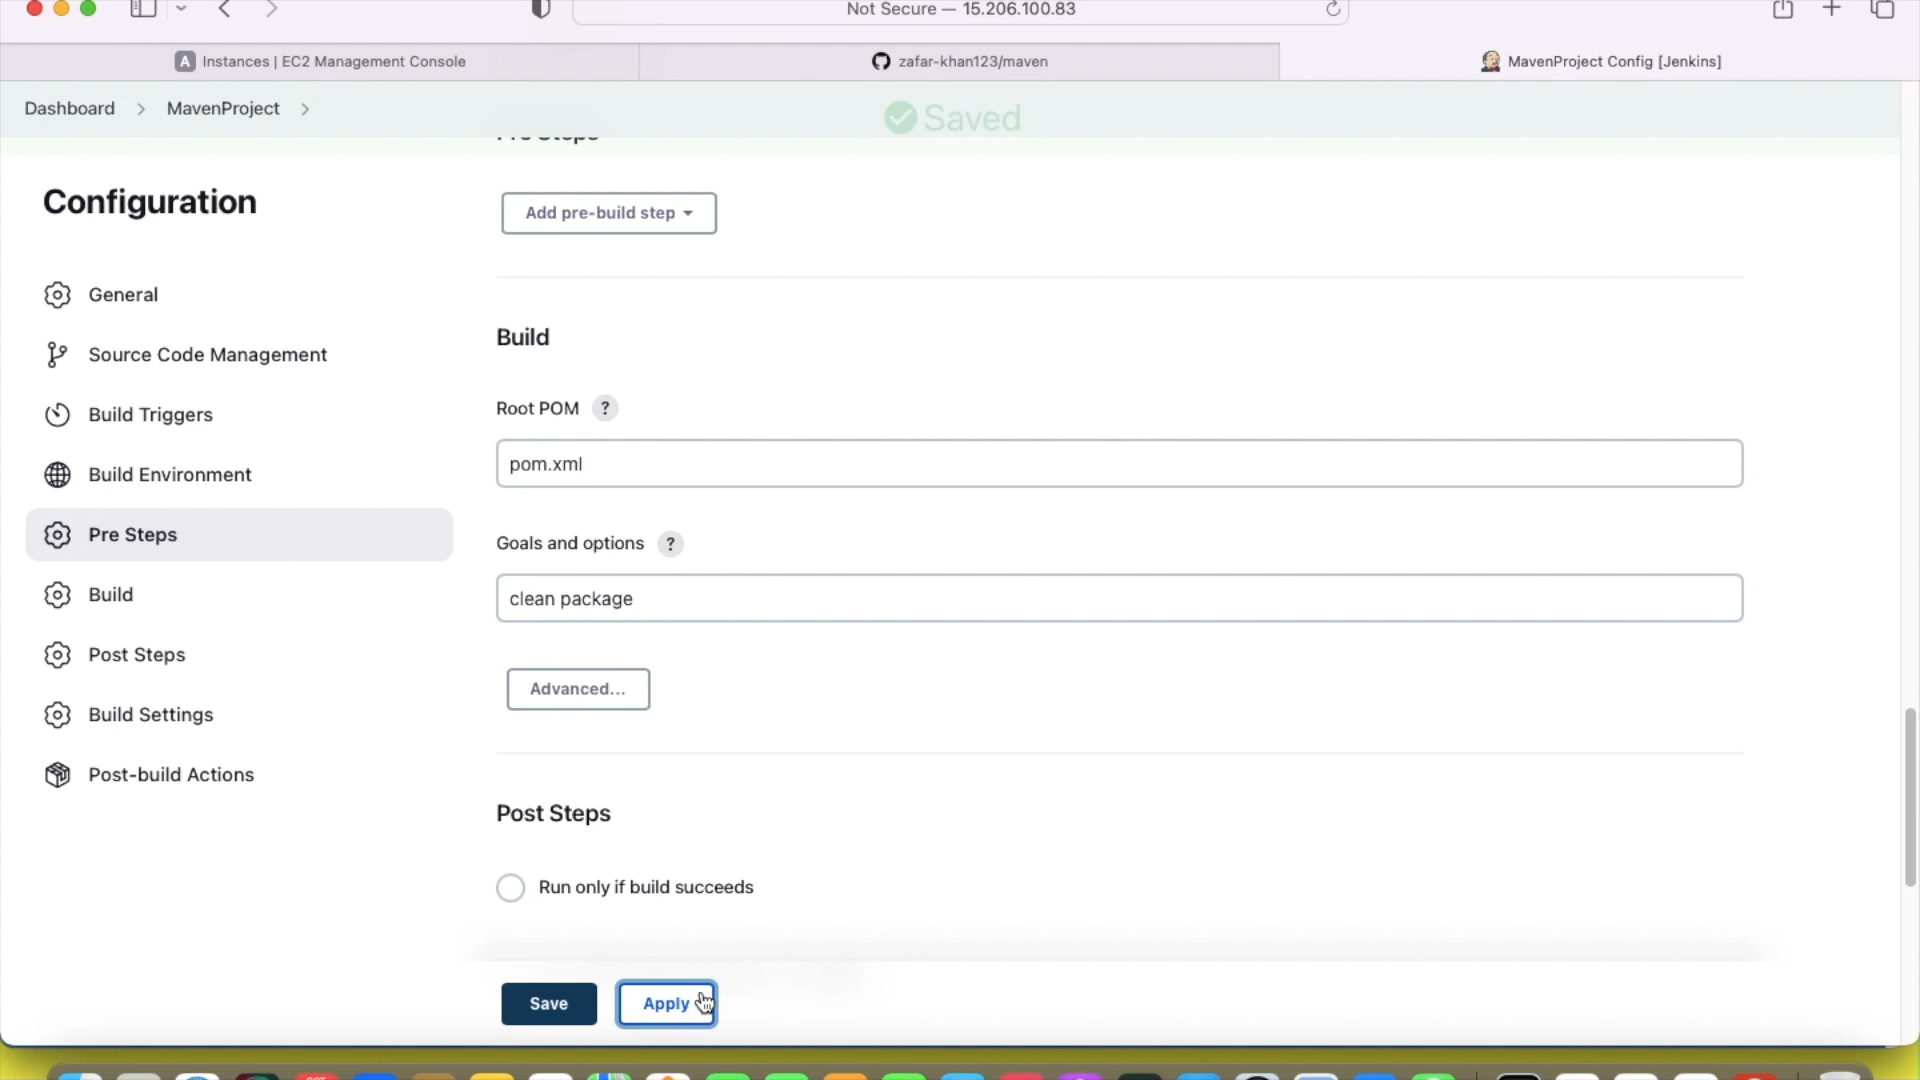 Not Secure — 15.206.100.83
A Instances | EC2 Management Console
zafar-khan123/maven
MavenProject Config [Jenkins]
Dashboard
MavenProject
Saved
Pre Steps
Configuration
Add pre-build step
General
Build
Source Code Management
Root POM ?
Build Triggers
pom.xml
Build Environment
Pre Steps
Goals and options ?
Build
clean package
Post Steps
Advanced...
Build Settings
Post-build Actions
Post Steps
Run only if build succeeds
Save
Apply